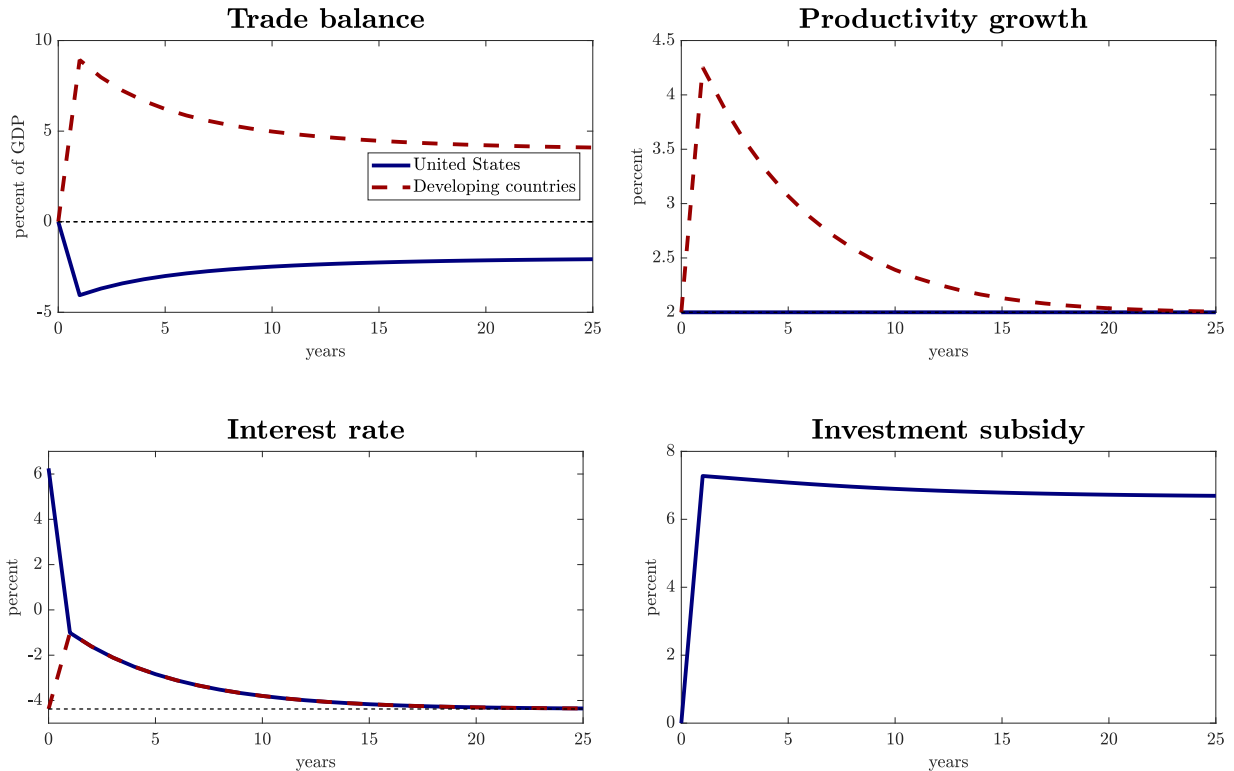 Trade balance
10
5
0
-5
percent of GDP
United States
Developing countries
0 5 10 15 20 25
years
Productivity growth
4.5
4
3.5
3
2.5
2
percent
0 5 10 15 20 25
years
Interest rate
6
4
2
0
-2
-4
percent
0 5 10 15 20 25
years
Investment subsidy
8
6
4
2
0
percent
0 5 10 15 20 25
years